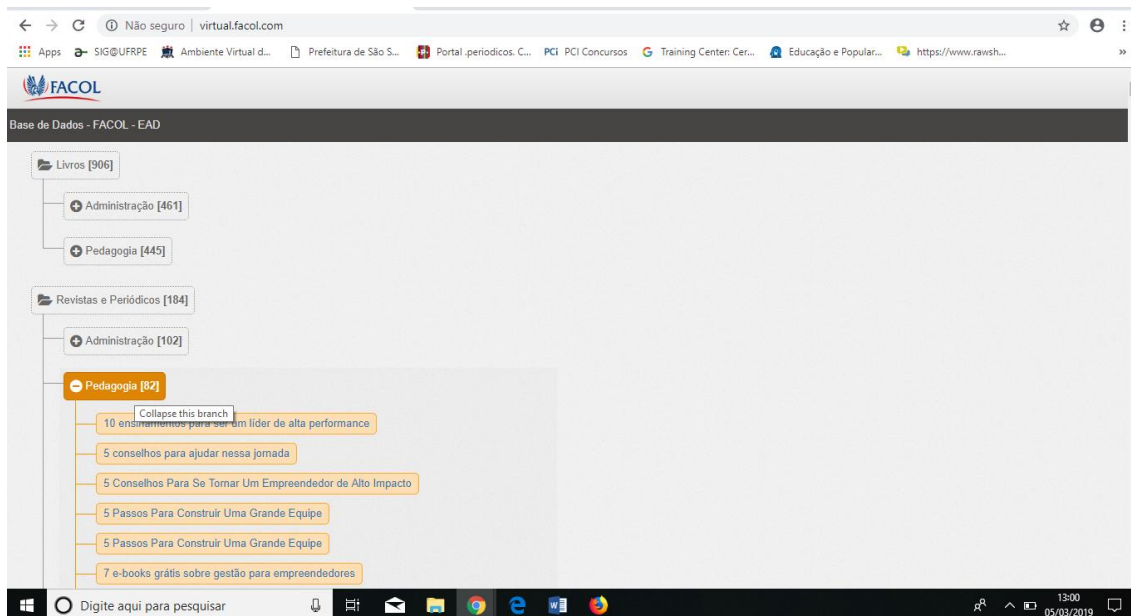 Não seguro | virtual.facol.com
Apps SIG@UFRPE Ambiente Virtual d... Prefeitura de São S... Portal .periodicos. C... PCi PCI Concursos G Training Center: Cer... Educação e Popular... https://www.rawsh... »
FACOL
Base de Dados - FACOL - EAD
Livros [906]
Administração [461]
Pedagogia [445]
Revistas e Periódicos [184]
Administração [102]
Pedagogia [82]
Collapse this branch
10 ensinamentos para ser um líder de alta performance
5 conselhos para ajudar nessa jornada
5 Conselhos Para Se Tornar Um Empreendedor de Alto Impacto
5 Passos Para Construir Uma Grande Equipe
5 Passos Para Construir Uma Grande Equipe
7 e-books grátis sobre gestão para empreendedores
Digite aqui para pesquisar
13:00
05/03/2019